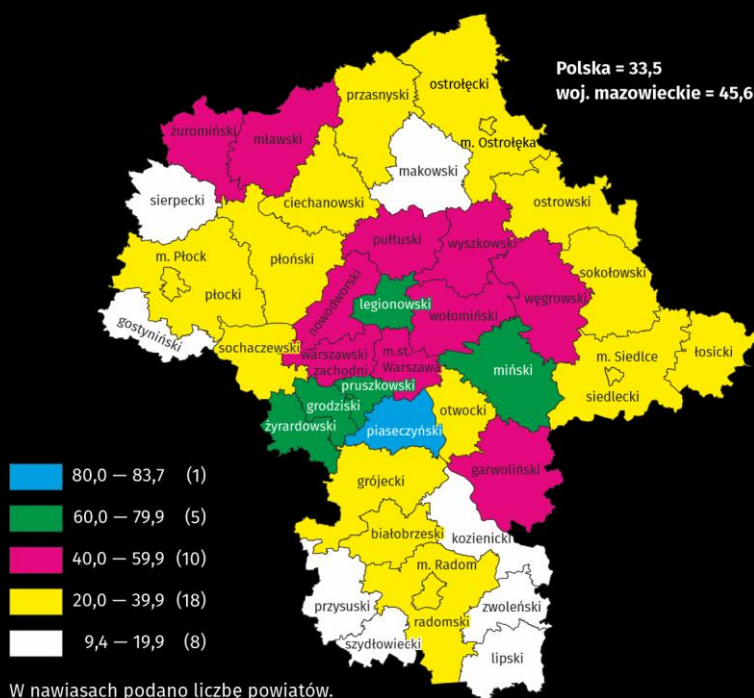 Polska = 33,5
woj. mazowieckie = 45,6
ostrołęcki
przasnyski
m. Ostrołęka
żuromiński
mławski
makowski
sierpecki
ciechanowski
ostrowski
pułtuski
wyszkowski
m. Płock
płoński
sokołowski
płocki
nowodworski
legionowski
węgrowski
wołomiński
gostyniński
sochaczewski
warszawski
zachodni
m.st.
Warszawa
m. Siedlce
łosicki
pruszkowski
miński
siedlecki
grodziski
otwocki
żyrardowski
piaseczyński
garwoliński
grójecki
białobrzeski
kozienicki
m. Radom
przysuski
zwoleński
radomski
szydłowiecki
lipski
80,0 — 83,7 (1)
60,0 — 79,9 (5)
40,0 — 59,9 (10)
20,0 — 39,9 (18)
9,4 — 19,9 (8)
W nawiasach podano liczbę powiatów.